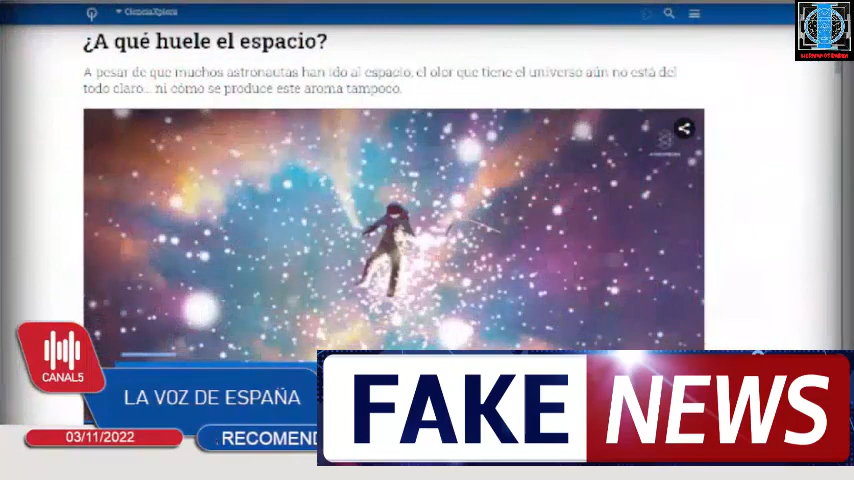 CienciaXplora
¿A qué huele el espacio?
A pesar de que muchos astronautas han ido al espacio, el olor que tiene el universo aún no está del
todo claro... ni cómo se produce este aroma tampoco.
CANAL5
LA VOZ DE ESPAÑA
03/11/2022
RECOMEND
FAKE NEWS